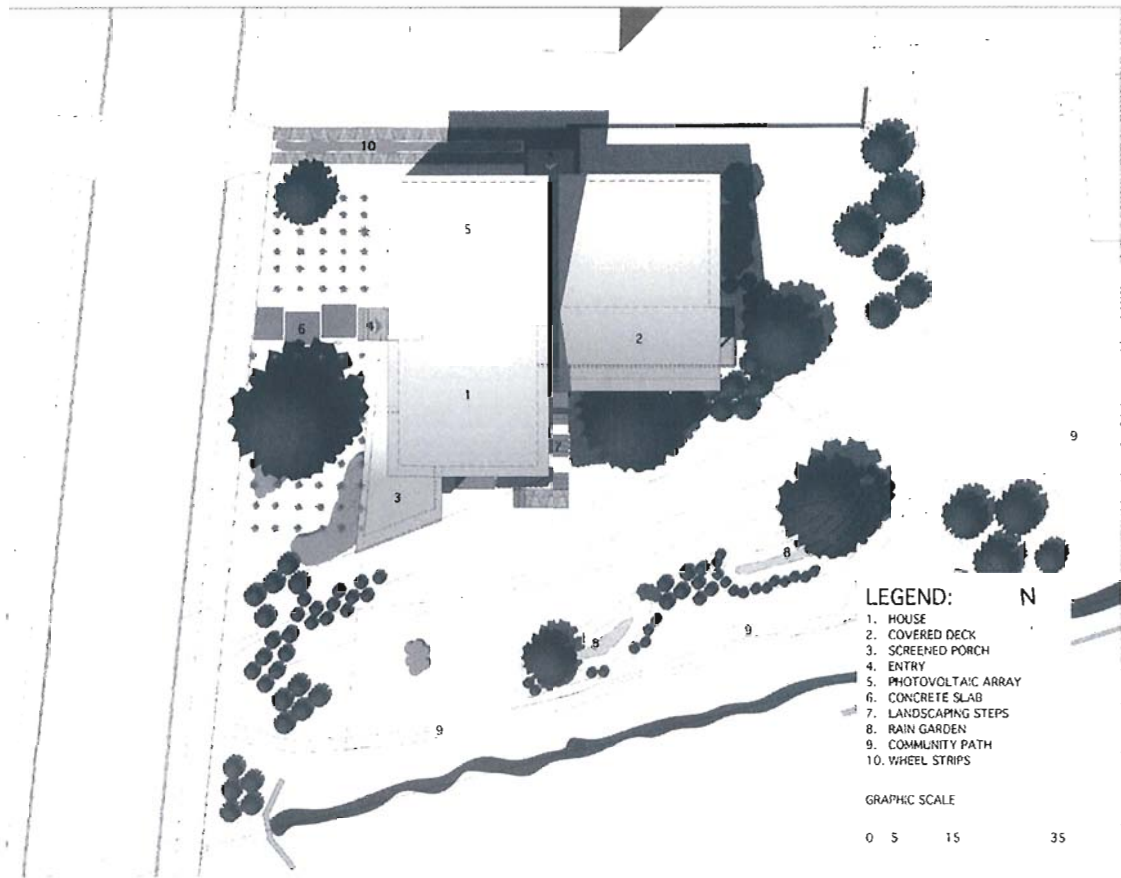 10
5
6
4
2
1
7
9
3
8
8
9
9
LEGEND: N
1. HOUSE
2. COVERED DECK
3. SCREENED PORCH
4. ENTRY
5. PHOTOVOLTAIC ARRAY
6. CONCRETE SLAB
7. LANDSCAPING STEPS
8. RAIN GARDEN
9. COMMUNITY PATH
10. WHEEL STRIPS
GRAPHIC SCALE
0 5 15 35